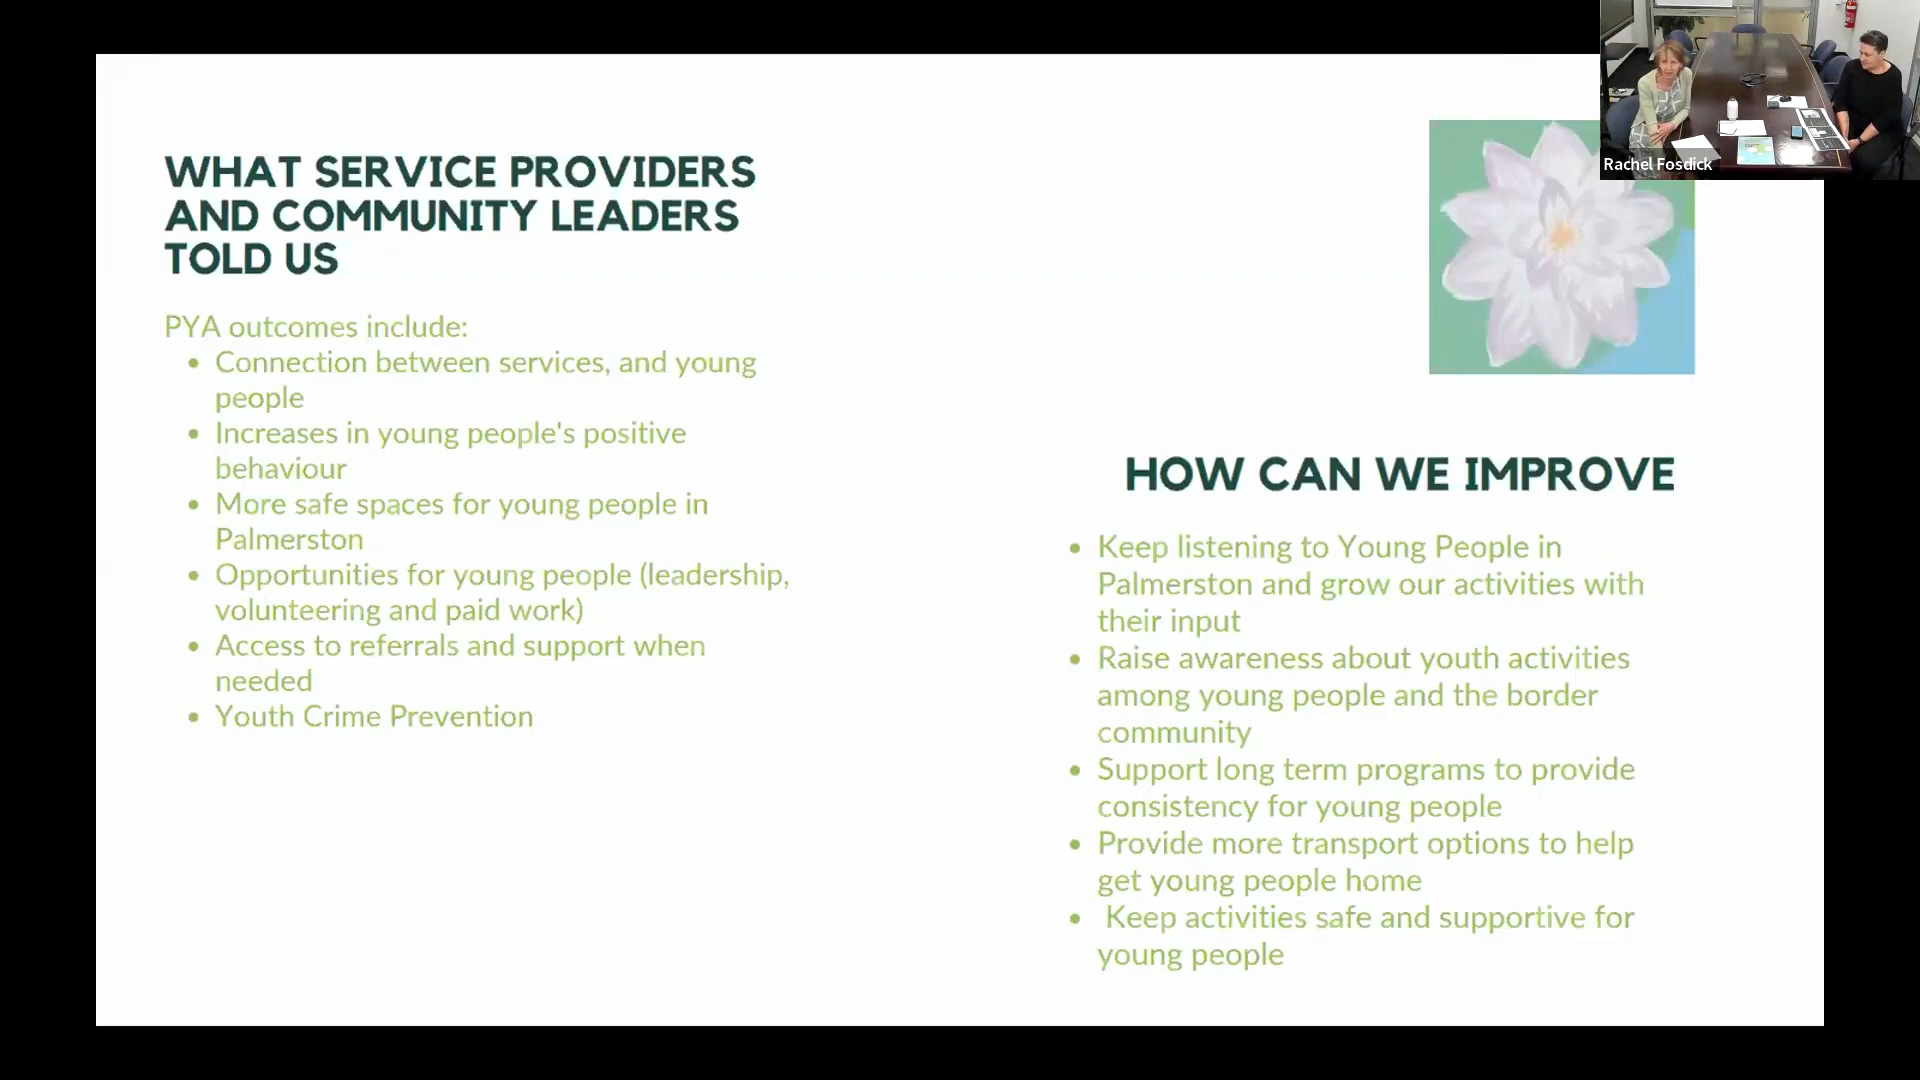 WHAT SERVICE PROVIDERS
AND COMMUNITY LEADERS
TOLD US
PYA outcomes include:
• Connection between services, and young
people
• Increases in young people's positive
behaviour
• More safe spaces for young people in
Palmerston
• Opportunities for young people (leadership,
volunteering and paid work)
• Access to referrals and support when
needed
• Youth Crime Prevention
Rachel Fosdick
HOW CAN WE IMPROVE
• Keep listening to Young People in
Palmerston and grow our activities with
their input
• Raise awareness about youth activities
among young people and the border
community
• Support long term programs to provide
consistency for young people
• Provide more transport options to help
get young people home
• Keep activities safe and supportive for
young people